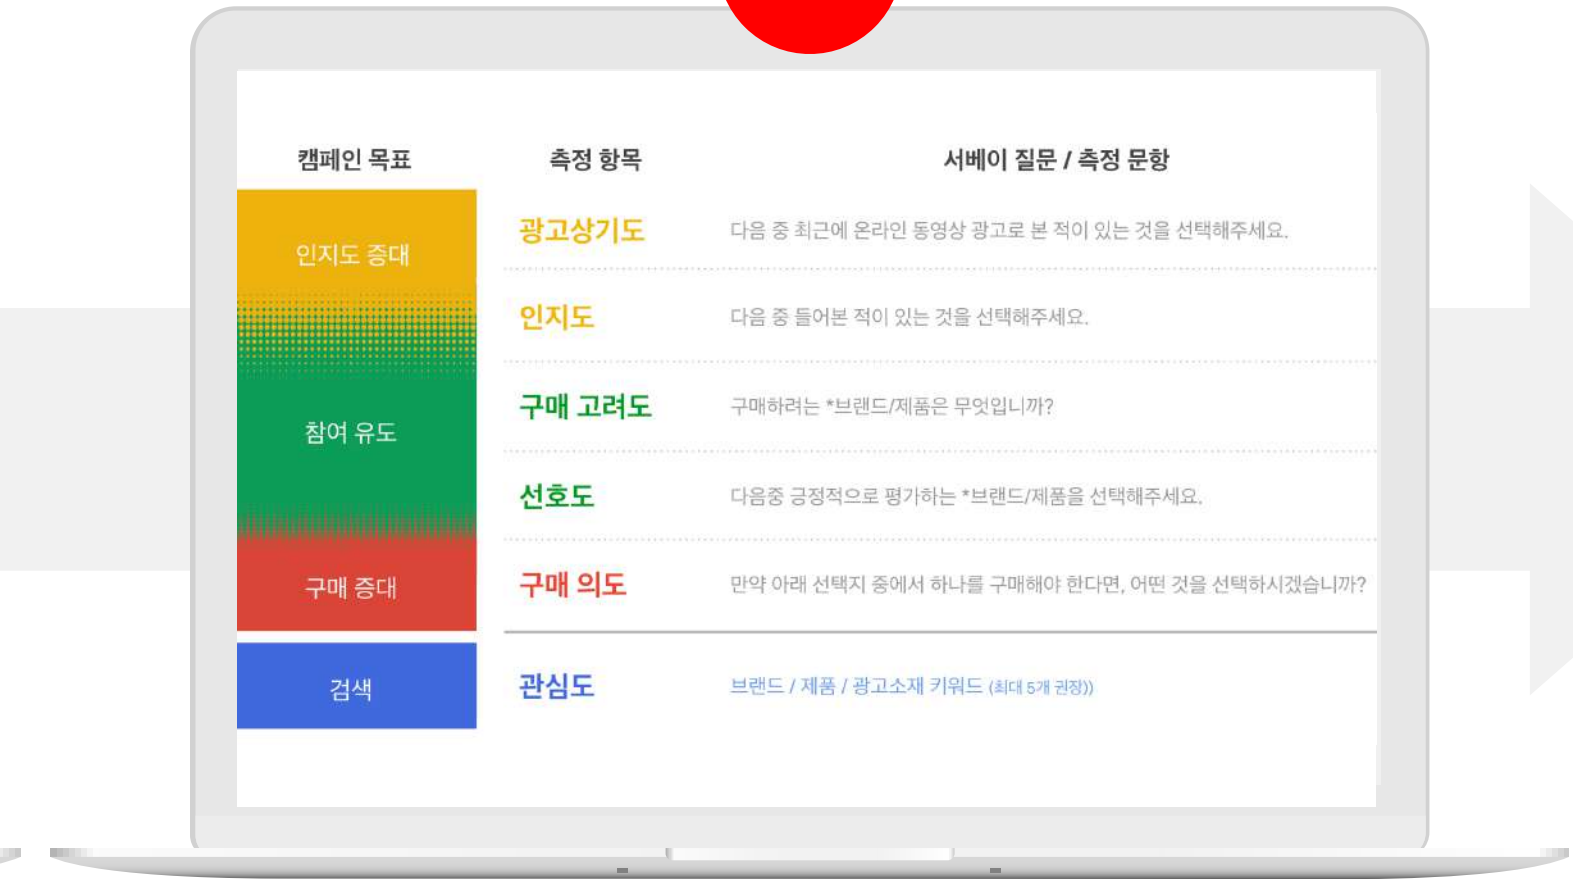 캠페인 목표 측정 항목 서베이 질문 / 측정 문항
인지도 증대
광고상기도 다음 중 최근에 온라인 동영상 광고로 본 적이 있는 것을 선택해주세요.
인지도 다음 중 들어본 적이 있는 것을 선택해주세요.
참여 유도
구매 고려도 구매하려는 *브랜드/제품은 무엇입니까?
선호도 다음중 긍정적으로 평가하는 *브랜드/제품을 선택해주세요.
구매 증대
구매 의도 만약 아래 선택지 중에서 하나를 구매해야 한다면, 어떤 것을 선택하시겠습니까?
검색
관심도 브랜드 / 제품 / 광고소재 키워드 (최대 5개 권장))